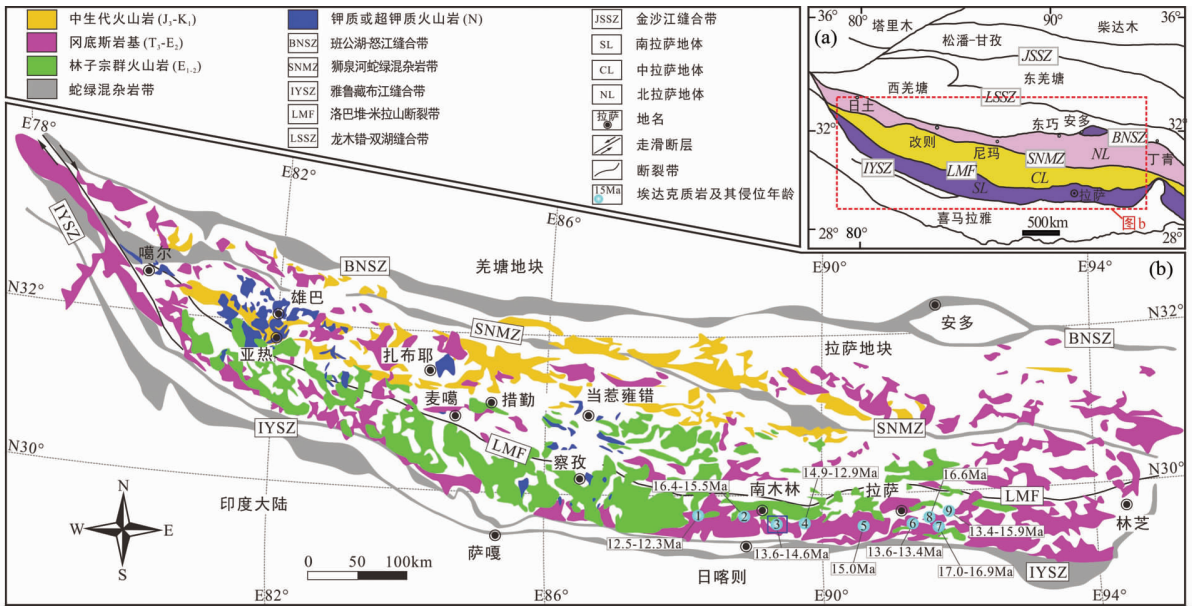 中生代火山岩(J₃-K₁)
冈底斯岩基(T₃-E₂)
林子宗群火山岩(E₁₋₂)
蛇绿混杂岩带
钾质或超钾质火山岩(N)
BNSZ 班公湖-怒江缝合带
SNMZ 狮泉河蛇绿混杂岩带
IYSZ 雅鲁藏布江缝合带
LMF 洛巴堆-米拉山断裂带
LSSZ 龙木错-双湖缝合带
JSSZ 金沙江缝合带
SL 南拉萨地体
CL 中拉萨地体
NL 北拉萨地体
拉萨 地名
走滑断层
断裂带
15Ma 埃达克质岩及其侵位年龄
36° 80° 90° 36°
(a)
塔里木
柴达木
松潘-甘孜
JSSZ
东羌塘
西羌塘
LSSZ
日土
东巧
安多
32°
32°
BNSZ
改则
尼玛
SNMZ
NL
丁青
IYSZ
LMF
CL
SL
拉萨
喜马拉雅
500km
图b
28° 80°
28°
(b)
E78°
E82°
E86°
E90°
E94°
IYSZ
噶尔
BNSZ
羌塘地块
N32°
N32°
雄巴
SNMZ
安多
BNSZ
亚热
扎布耶
拉萨地块
麦噶
措勤
当惹雍错
IYSZ
LMF
SNMZ
N30°
N30°
察孜
14.9-12.9Ma
16.6Ma
16.4-15.5Ma
南木林
拉萨
LMF
印度大陆
1
2
3
4
5
6
7
8
9
林芝
12.5-12.3Ma
13.6-14.6Ma
15.0Ma
13.6-13.4Ma
13.4-15.9Ma
17.0-16.9Ma
N
W
E
S
萨嘎
日喀则
IYSZ
0 50 100km
E82°
E86°
E90°
E94°